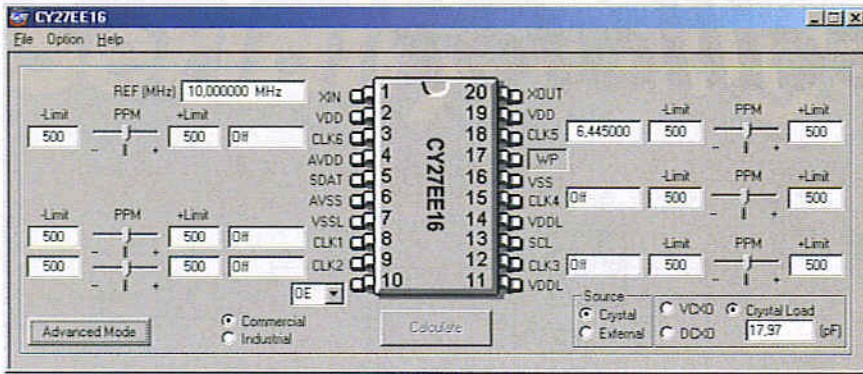 CY27EE16
File Option Help
REF (MHz) 10,000000 MHz
-Limit PPM +Limit
500 500 Off
- +
-Limit PPM +Limit
500 500 Off
500 500 Off
- +
OE
Advanced Mode
Commercial
Industrial
XIN
VDD
CLK6
AVDD
SDAT
AVSS
VSSL
CLK1
CLK2
1
2
3
4
5
6
7
8
9
10
CY27EE16
20
19
18
17
16
15
14
13
12
11
XOUT
VDD
CLK5 6,445000
WP
VSS
CLK4 Off
VDDL
SCL
CLK3 Off
VDDL
-Limit PPM +Limit
500 500
- +
-Limit PPM +Limit
500 500
- +
-Limit PPM +Limit
500 500
- +
Calculate
Source
Crystal
External
VCXO
DCXO
Crystal Load
17,97 (pF)